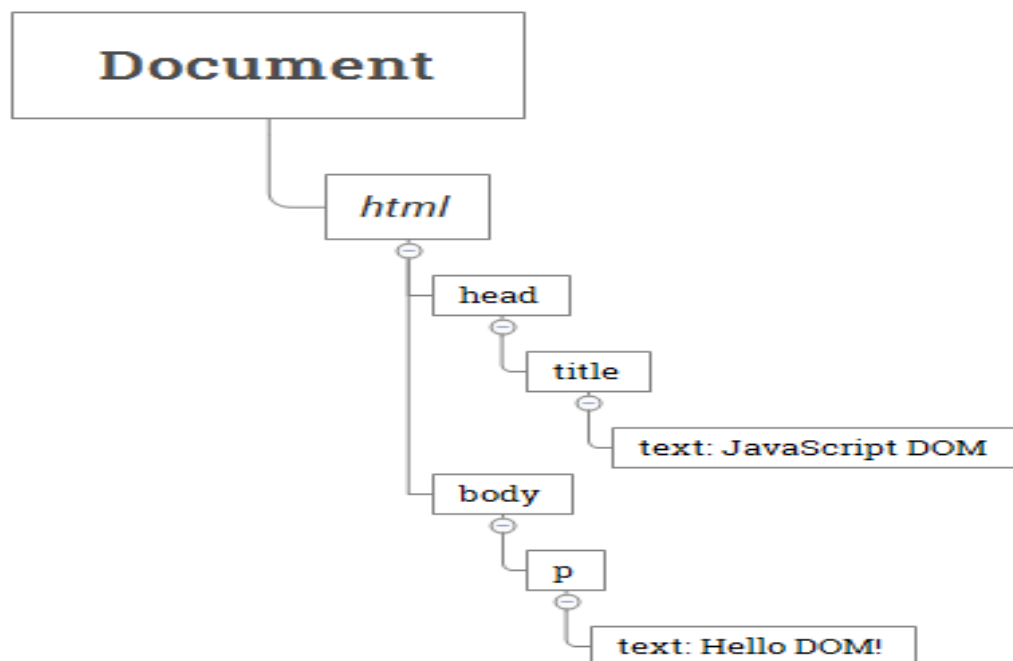 Document
html
head
title
text: JavaScript DOM
body
p
text: Hello DOM!